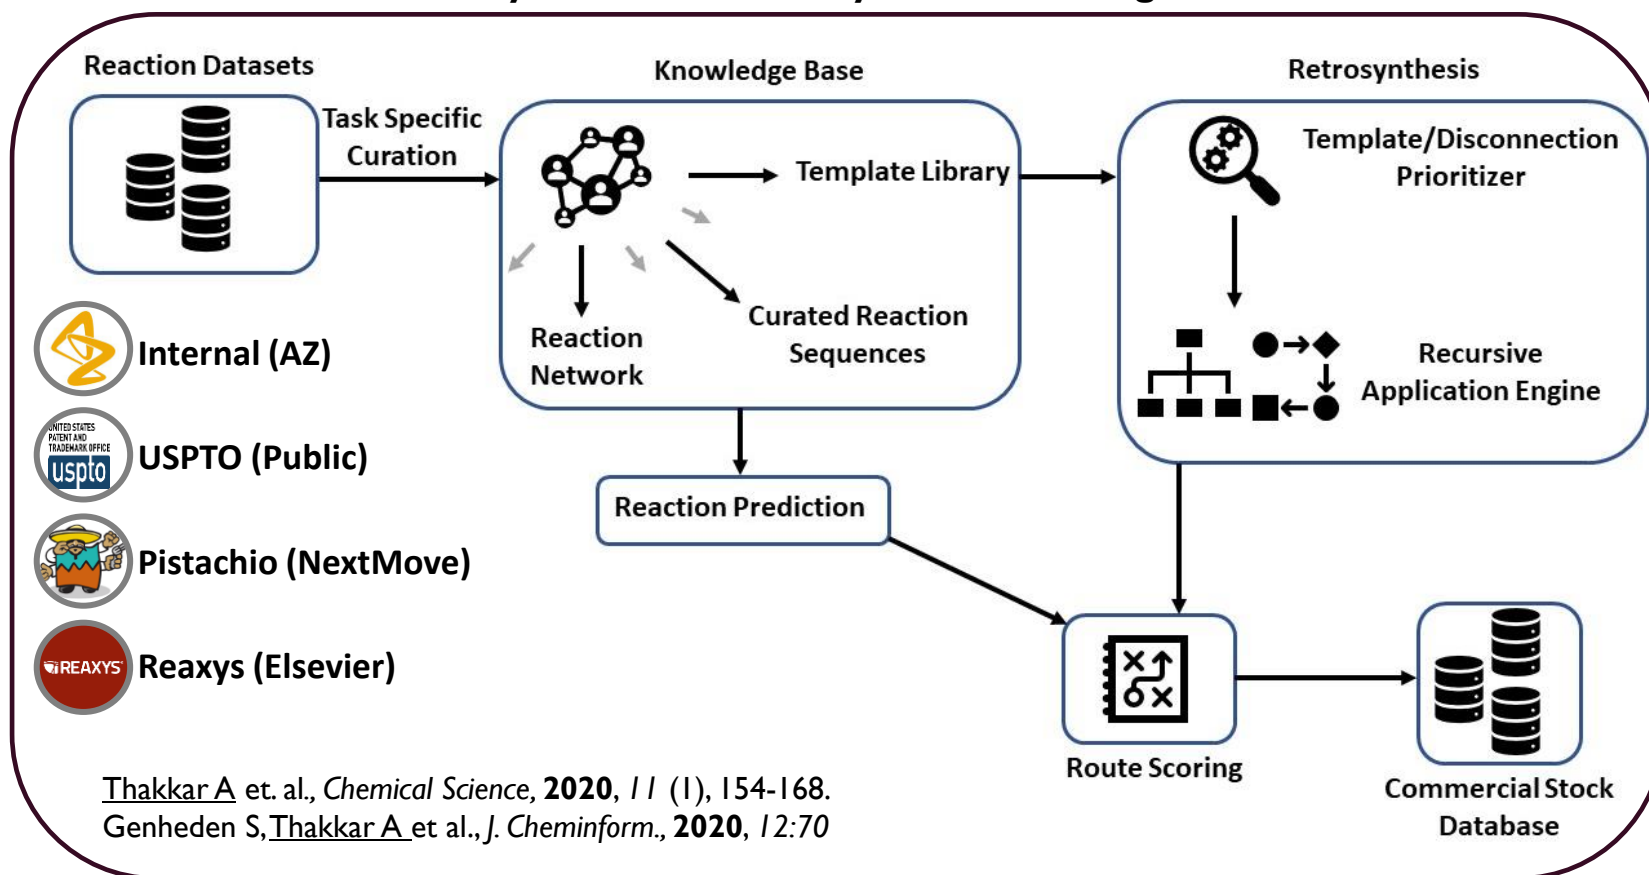 Reaction Datasets
Task Specific
Curation
Knowledge Base
Template Library
Reaction
Network
Curated Reaction
Sequences
Retrosynthesis
Template/Disconnection
Prioritizer
Recursive
Application Engine
Internal (AZ)
UNITED STATES
PATENT AND
TRADEMARK OFFICE
uspto
USPTO (Public)
Pistachio (NextMove)
REAXYS
Reaxys (Elsevier)
Reaction Prediction
Route Scoring
Commercial Stock
Database
Thakkar A et. al., Chemical Science, 2020, 11 (1), 154-168.
Genheden S, Thakkar A et al., J. Cheminform., 2020, 12:70